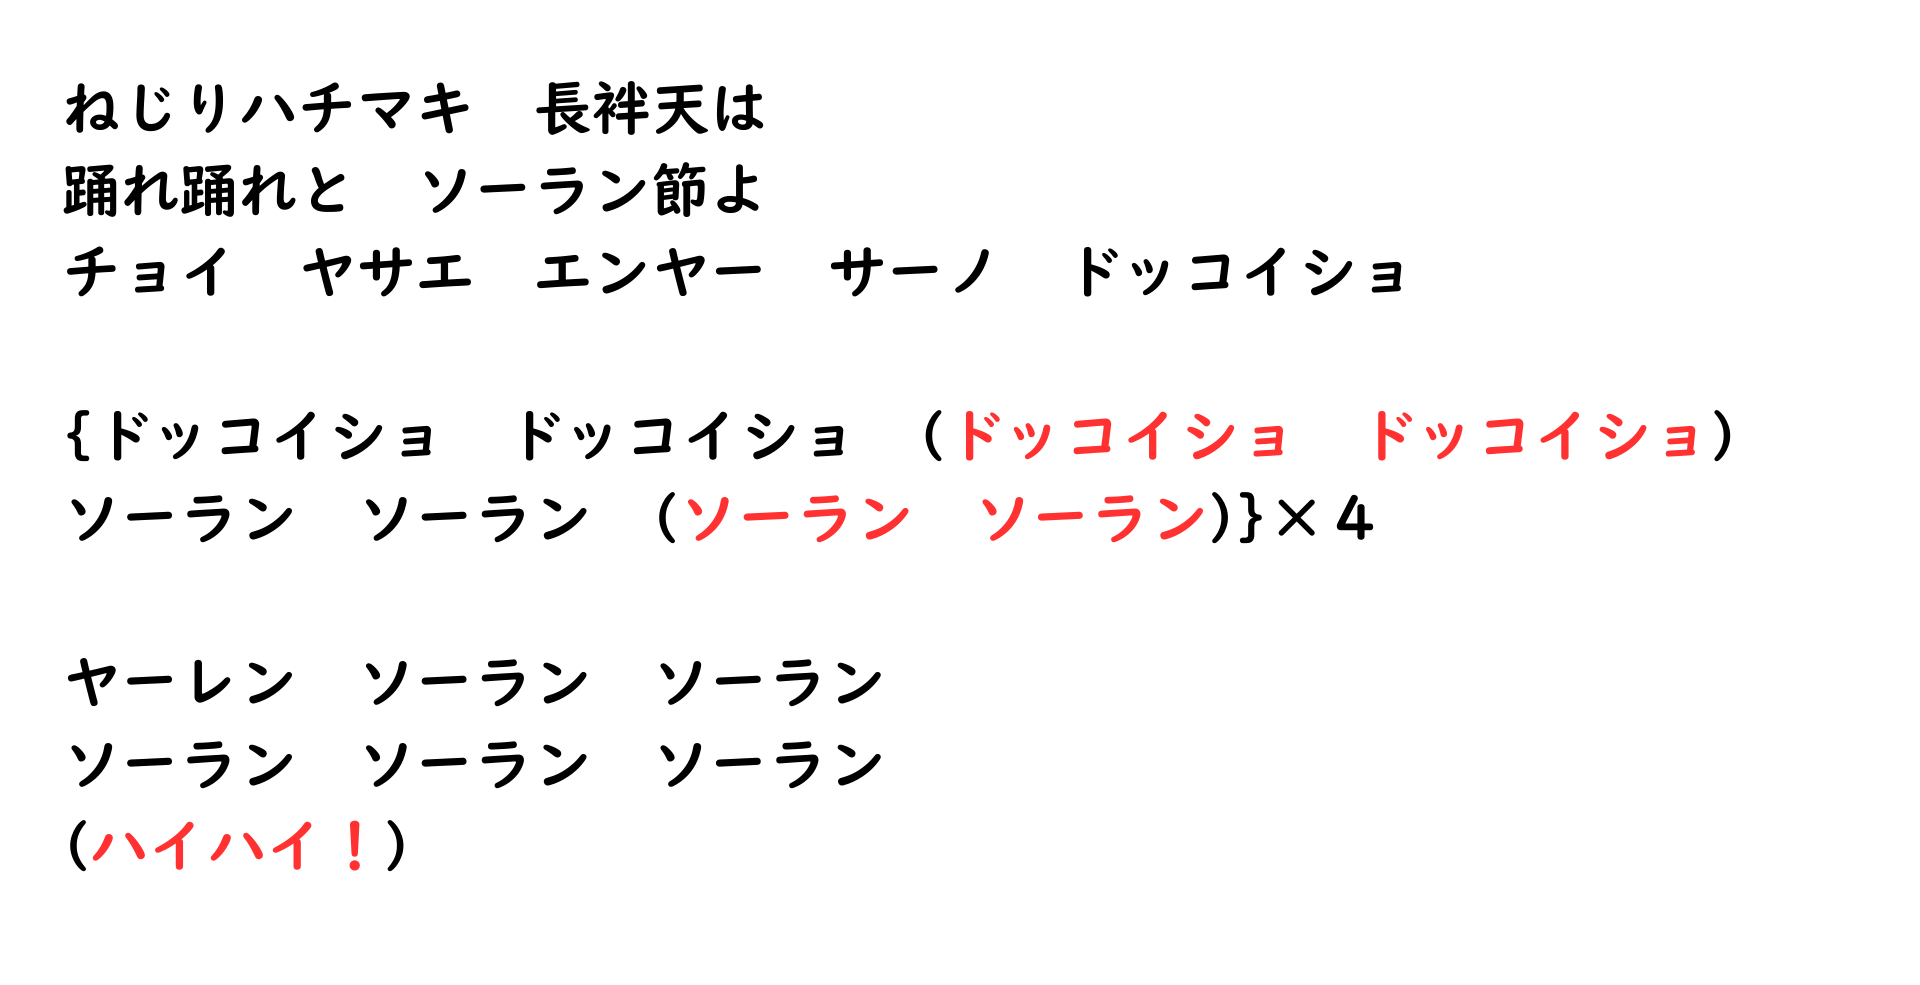 ねじりハチマキ　長袢天は
踊れ踊れと　ソーラン節よ
チョイ　ヤサエ　エンヤー　サーノ　ドッコイショ
{ドッコイショ　ドッコイショ　(ドッコイショ　ドッコイショ)
ソーラン　ソーラン　(ソーラン　ソーラン)}×４
ヤーレン　ソーラン　ソーラン
ソーラン　ソーラン　ソーラン
(ハイハイ！)